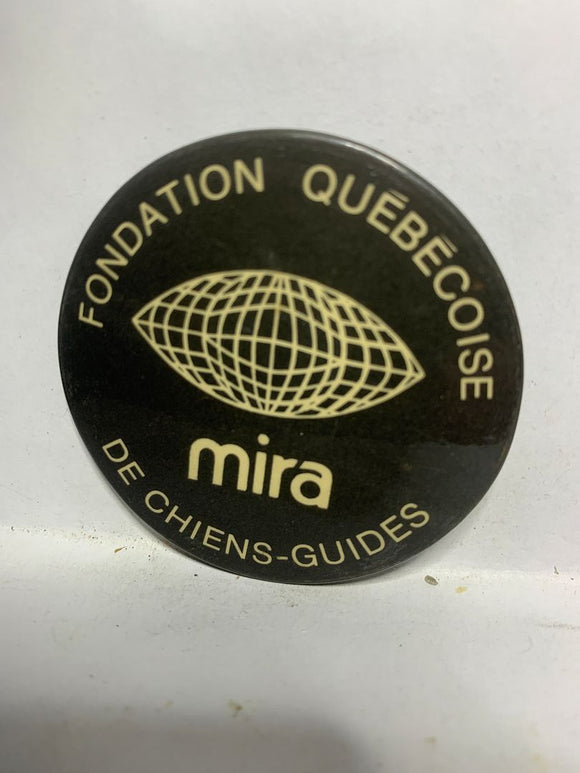 FONDATION QUÉBÉCOISE
mira
DE CHIENS-GUIDES